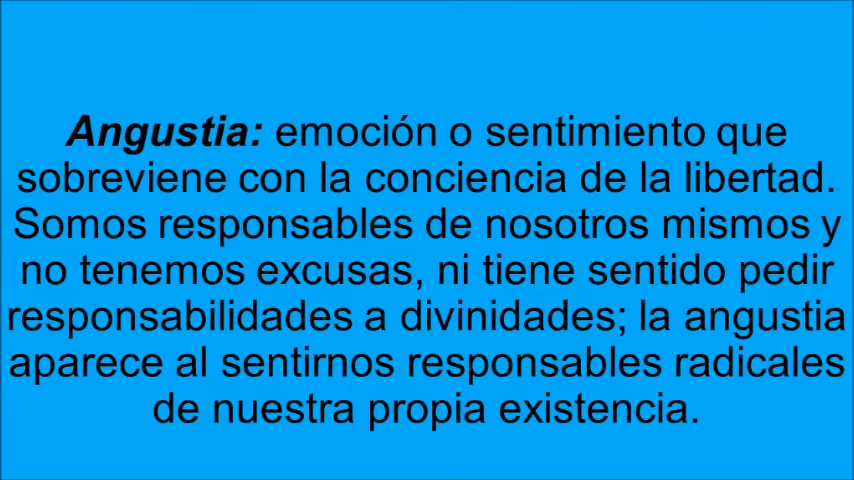 Angustia: emoción o sentimiento que
sobreviene con la conciencia de la libertad.
Somos responsables de nosotros mismos y
no tenemos excusas, ni tiene sentido pedir
responsabilidades a divinidades; la angustia
aparece al sentirnos responsables radicales
de nuestra propia existencia.